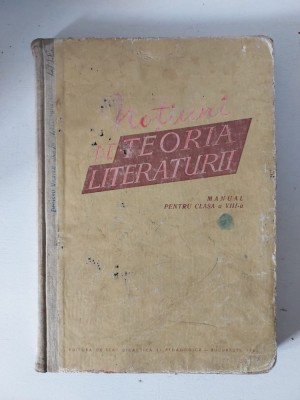 Noțiuni
DE TEORIA
LITERATURII
MANUAL
PENTRU CLASA a VIII-a